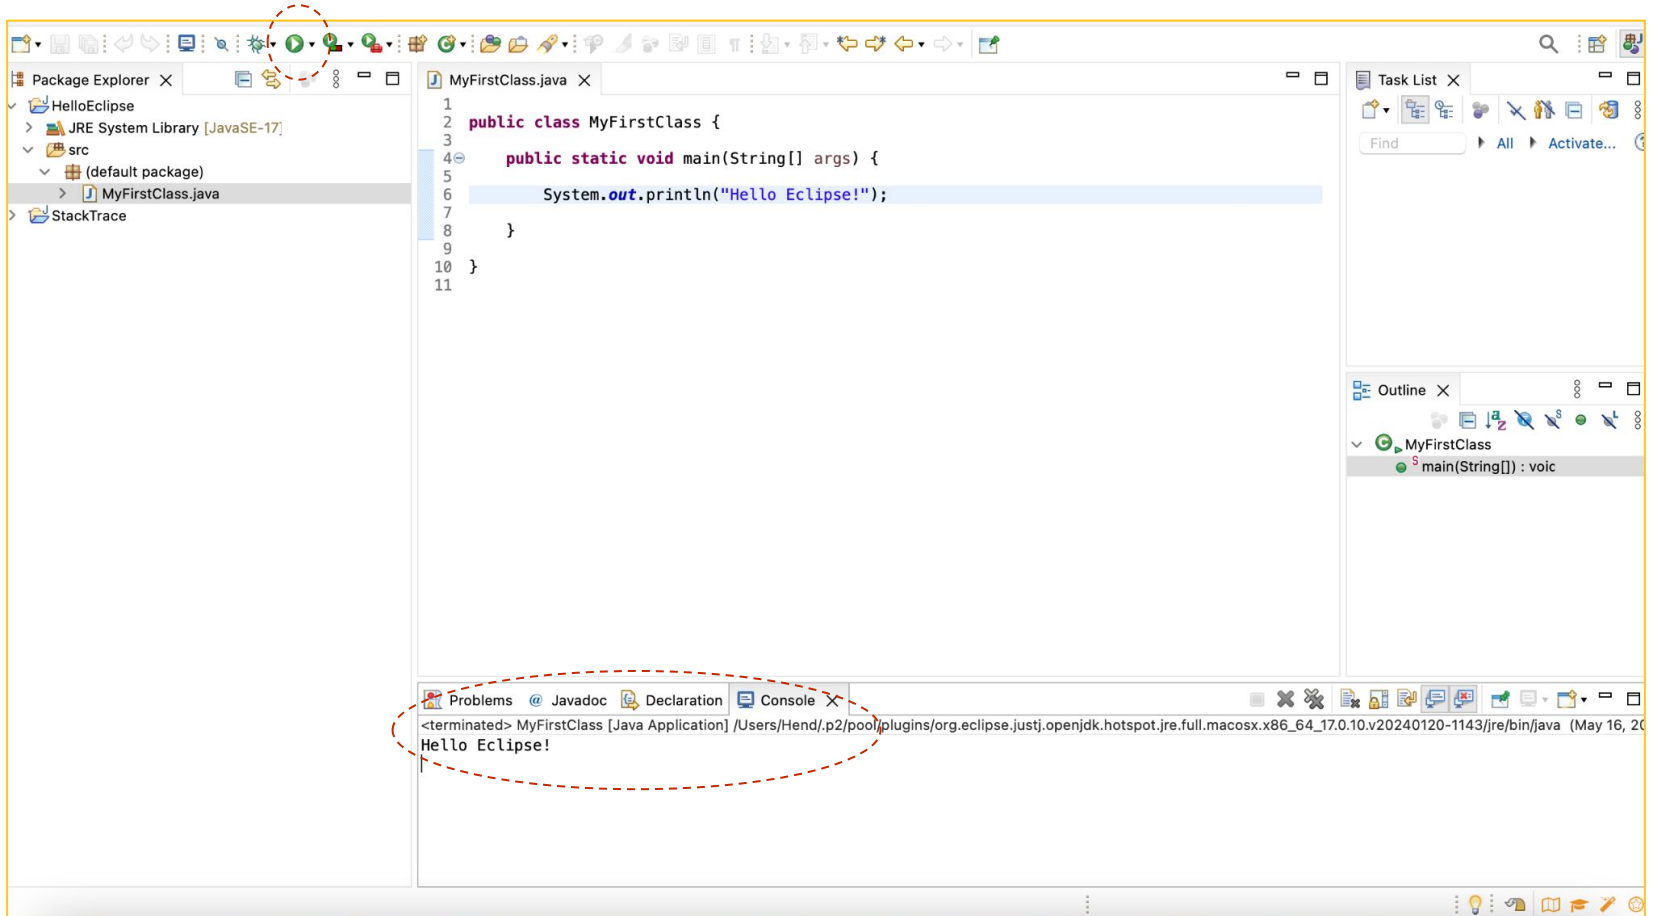 Package Explorer
HelloEclipse
JRE System Library [JavaSE-17]
src
(default package)
MyFirstClass.java
StackTrace
MyFirstClass.java
1
2 public class MyFirstClass {
3
4 public static void main(String[] args) {
5
6 System.out.println("Hello Eclipse!");
7
8 }
9
10 }
11
Task List
Find All Activate...
Outline
MyFirstClass
main(String[]) : voic
Problems @ Javadoc Declaration Console
<terminated> MyFirstClass [Java Application] /Users/Hend/.p2/pool/plugins/org.eclipse.justj.openjdk.hotspot.jre.full.macosx.x86_64_17.0.10.v20240120-1143/jre/bin/java (May 16, 20
Hello Eclipse!